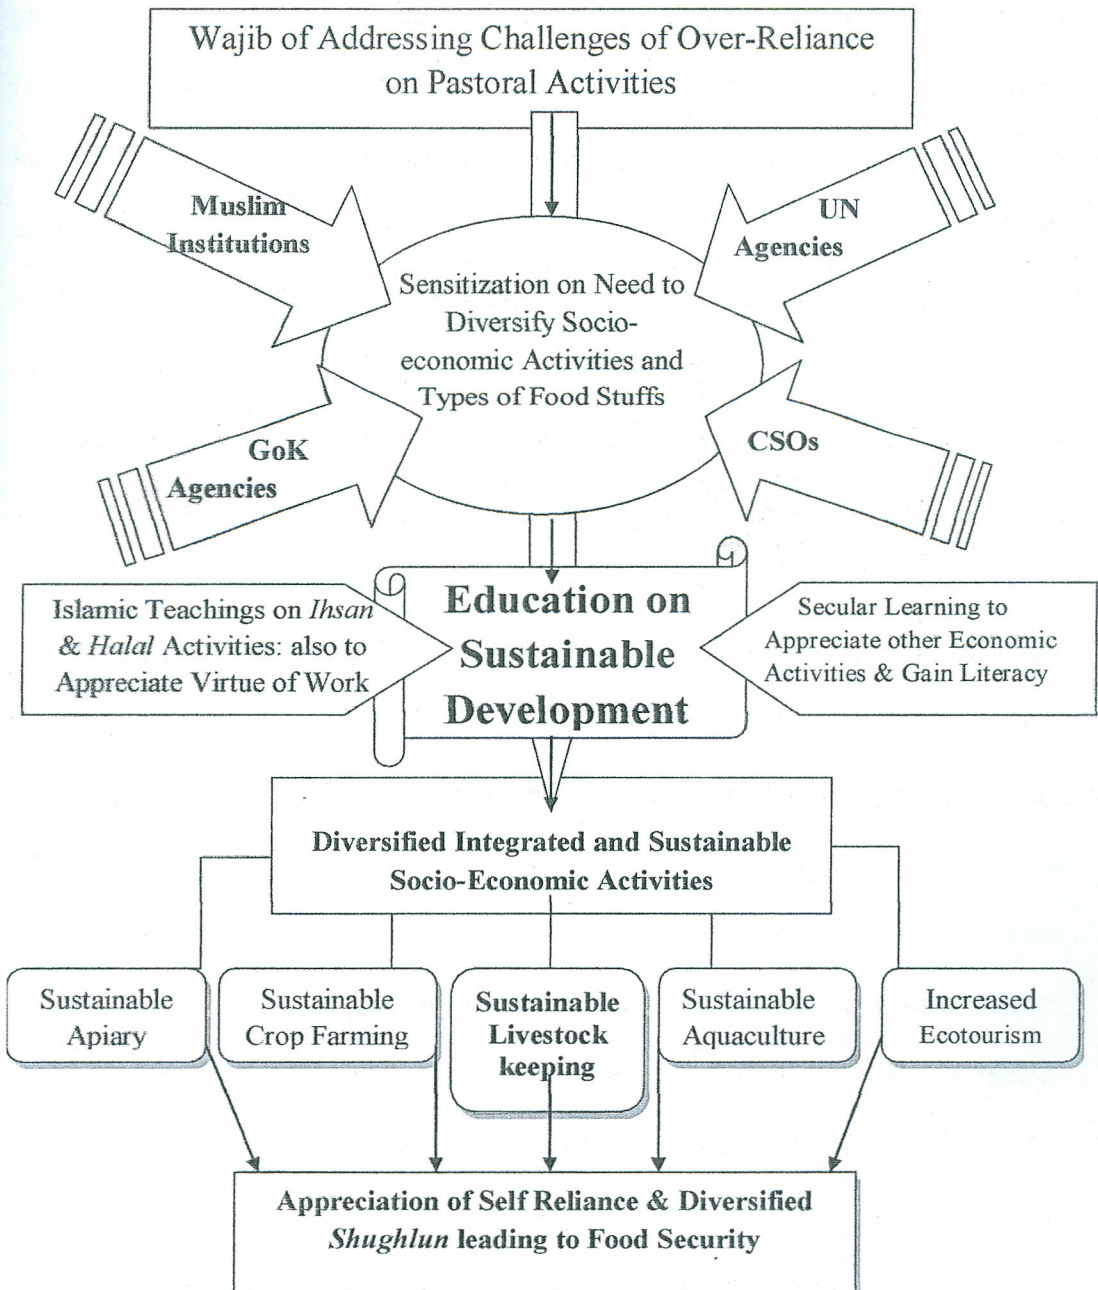 Wajib of Addressing Challenges of Over-Reliance
on Pastoral Activities
Muslim
Institutions
UN
Agencies
Sensitization on Need to
Diversify Socio-
economic Activities and
Types of Food Stuffs
GoK
Agencies
CSOs
Islamic Teachings on Ihsan
& Halal Activities: also to
Appreciate Virtue of Work
Education on
Sustainable
Development
Secular Learning to
Appreciate other Economic
Activities & Gain Literacy
Diversified Integrated and Sustainable
Socio-Economic Activities
Sustainable
Apiary
Sustainable
Crop Farming
Sustainable
Livestock
keeping
Sustainable
Aquaculture
Increased
Ecotourism
Appreciation of Self Reliance & Diversified
Shughlun leading to Food Security